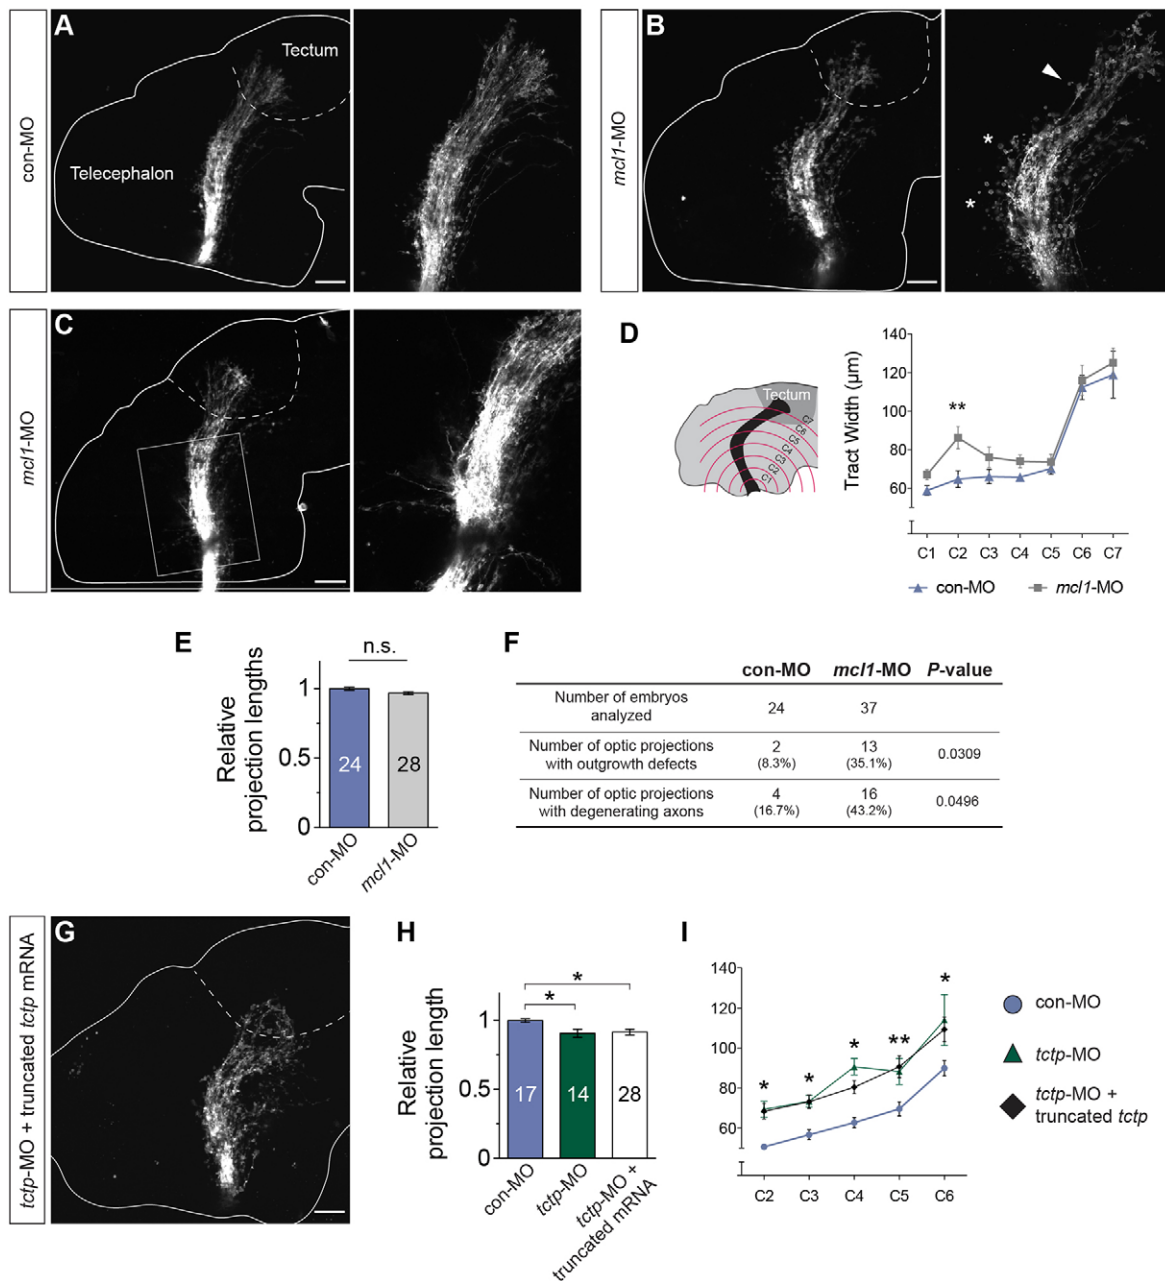 con-MO
A
Tectum
Telecephalon
mcl1-MO
B
*
*
mcl1-MO
C
D
Tectum
C7
C6
C5
C4
C3
C2
C1
Tract Width (μm)
140
120
100
80
60
**
C1 C2 C3 C4 C5 C6 C7
con-MO mcl1-MO
E
n.s.
Relative
projection lengths
1
0.5
0
24 28
con-MO
mcl1-MO
F
con-MO mcl1-MO P-value
Number of embryos
analyzed
24 37
Number of optic projections
with outgrowth defects
2
(8.3%)
13
(35.1%)
0.0309
Number of optic projections
with degenerating axons
4
(16.7%)
16
(43.2%)
0.0496
tctp-MO + truncated tctp mRNA
G
H
*
*
Relative
projection length
1
0.5
0
17 14 28
con-MO
tctp-MO
tctp-MO +
truncated mRNA
I
140
120
100
80
60
* * * ** *
C2 C3 C4 C5 C6
con-MO
tctp-MO
tctp-MO +
truncated tctp